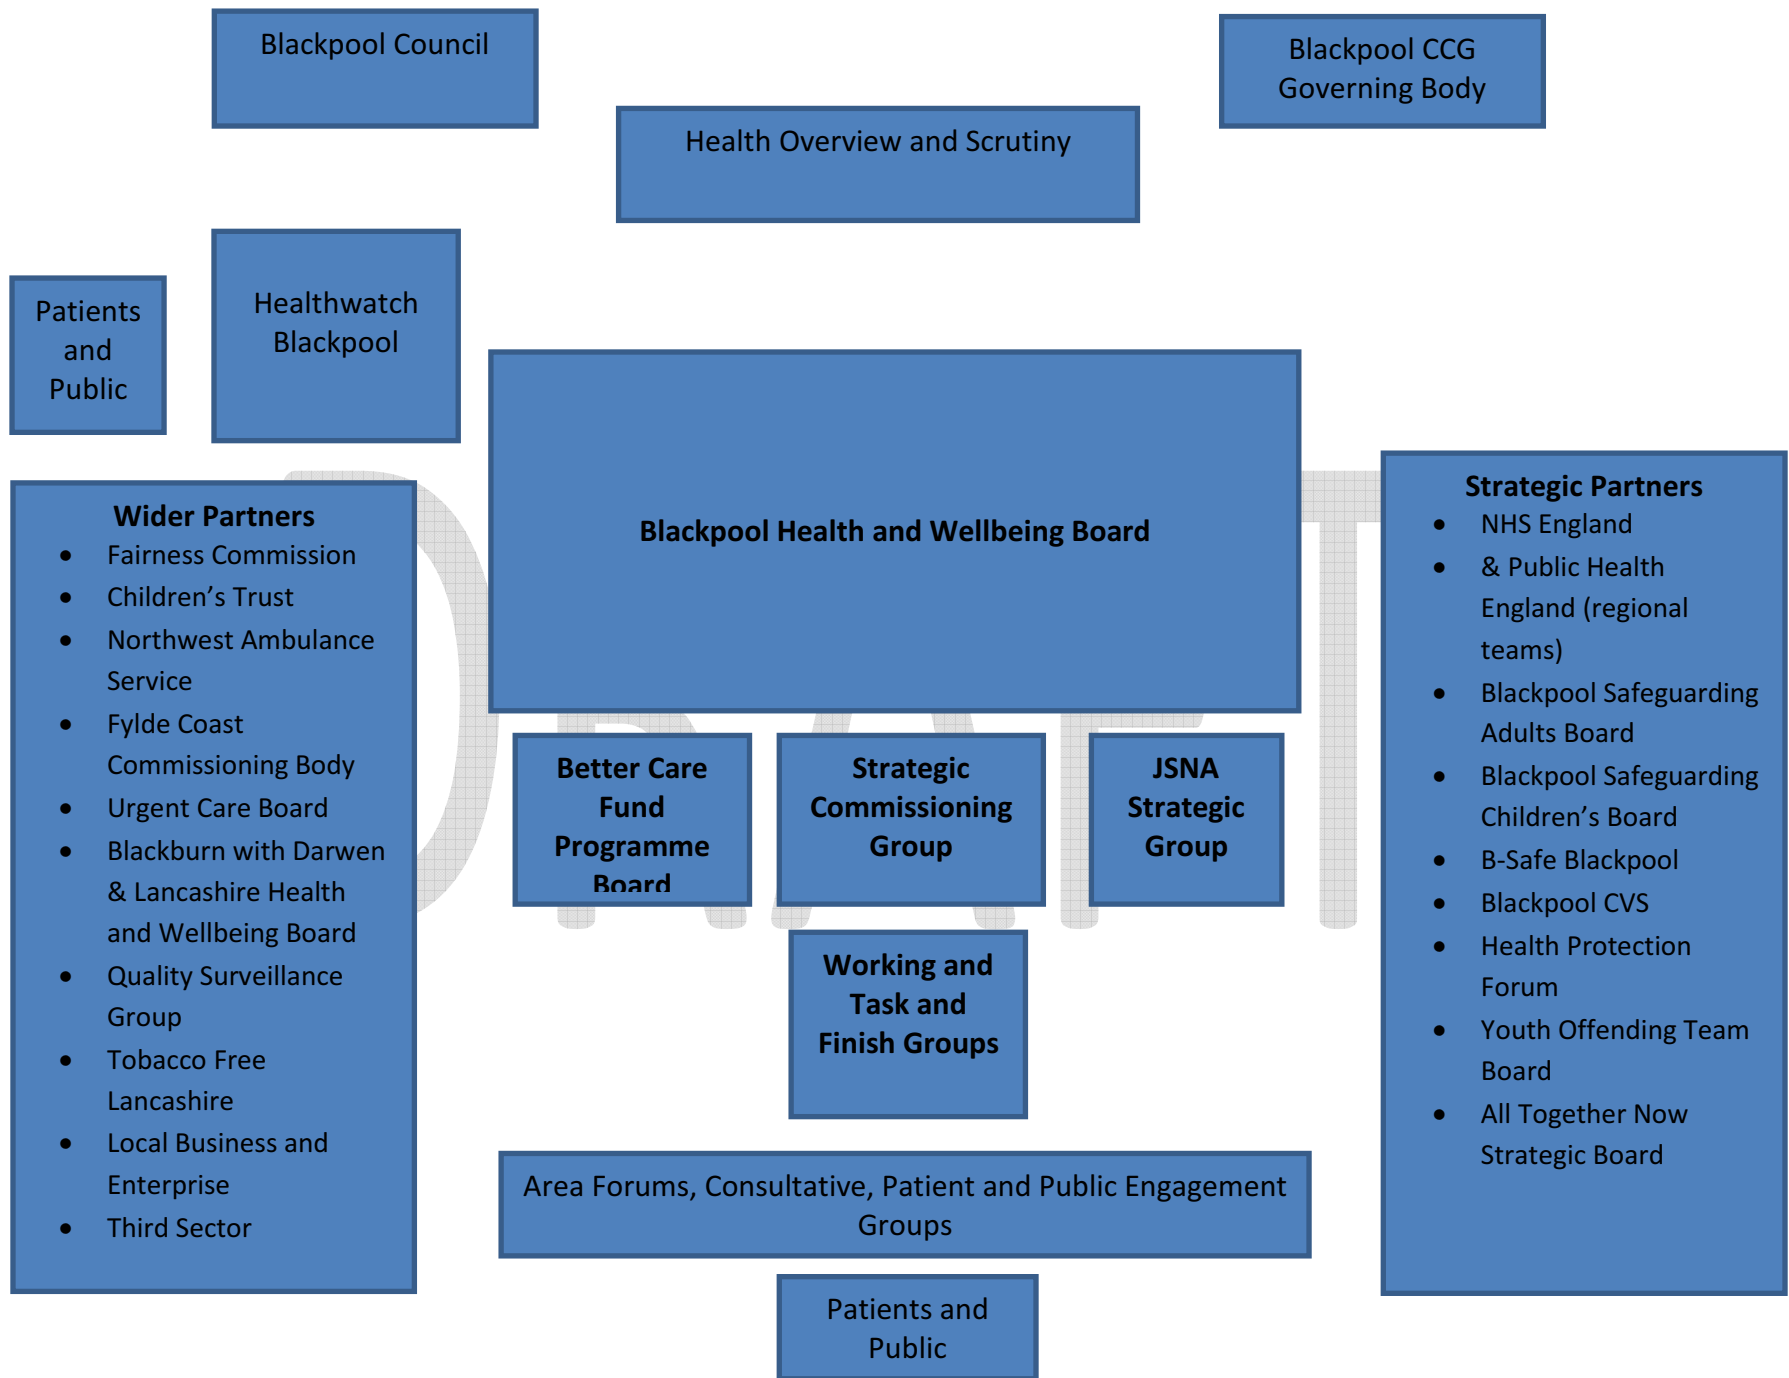 Blackpool Council
Blackpool CCG
Governing Body
Health Overview and Scrutiny
Patients
and
Public
Healthwatch
Blackpool
Blackpool Health and Wellbeing Board
Wider Partners
• Fairness Commission
• Children’s Trust
• Northwest Ambulance
Service
• Fylde Coast
Commissioning Body
• Urgent Care Board
• Blackburn with Darwen
& Lancashire Health
and Wellbeing Board
• Quality Surveillance
Group
• Tobacco Free
Lancashire
• Local Business and
Enterprise
• Third Sector
Strategic Partners
• NHS England
• & Public Health
England (regional
teams)
• Blackpool Safeguarding
Adults Board
• Blackpool Safeguarding
Children’s Board
• B-Safe Blackpool
• Blackpool CVS
• Health Protection
Forum
• Youth Offending Team
Board
• All Together Now
Strategic Board
Better Care
Fund
Programme
Board
Strategic
Commissioning
Group
JSNA
Strategic
Group
Working and
Task and
Finish Groups
Area Forums, Consultative, Patient and Public Engagement
Groups
Patients and
Public
DRAFT